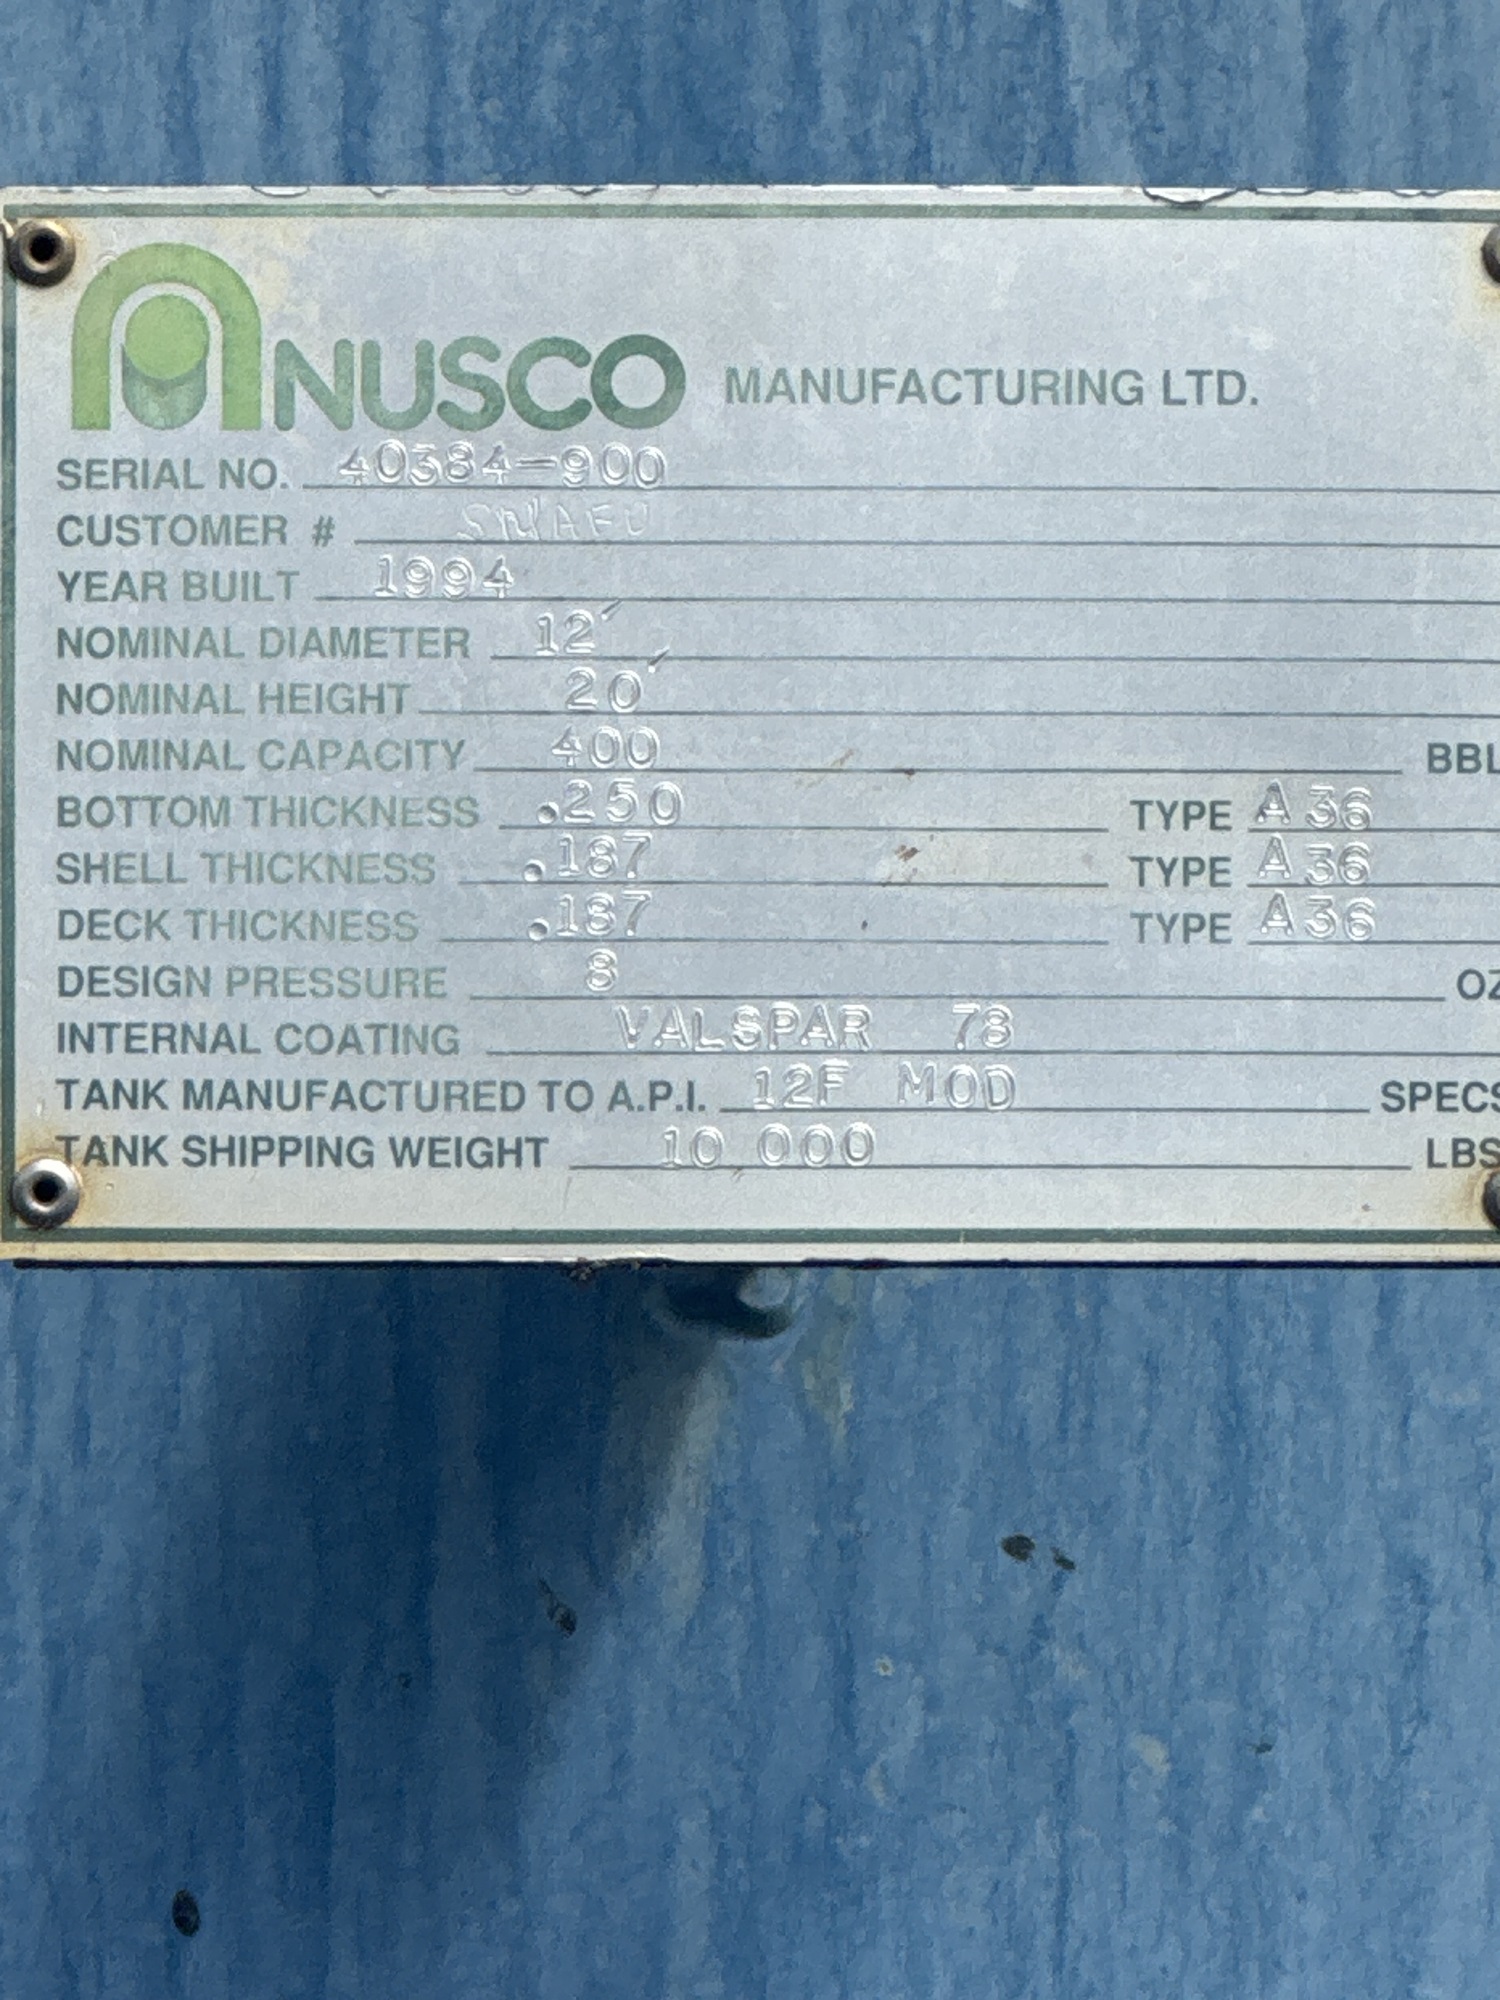 NUSCO MANUFACTURING LTD.
SERIAL NO. 40384-900
CUSTOMER # SNAFU
YEAR BUILT 1994
NOMINAL DIAMETER 12'
NOMINAL HEIGHT 20'
NOMINAL CAPACITY 400 BBL
BOTTOM THICKNESS .250 TYPE A36
SHELL THICKNESS .187 TYPE A36
DECK THICKNESS .187 TYPE A36
DESIGN PRESSURE 8 OZ
INTERNAL COATING VALSPAR 78
TANK MANUFACTURED TO A.P.I. 12F MOD SPECS
TANK SHIPPING WEIGHT 10 000 LBS